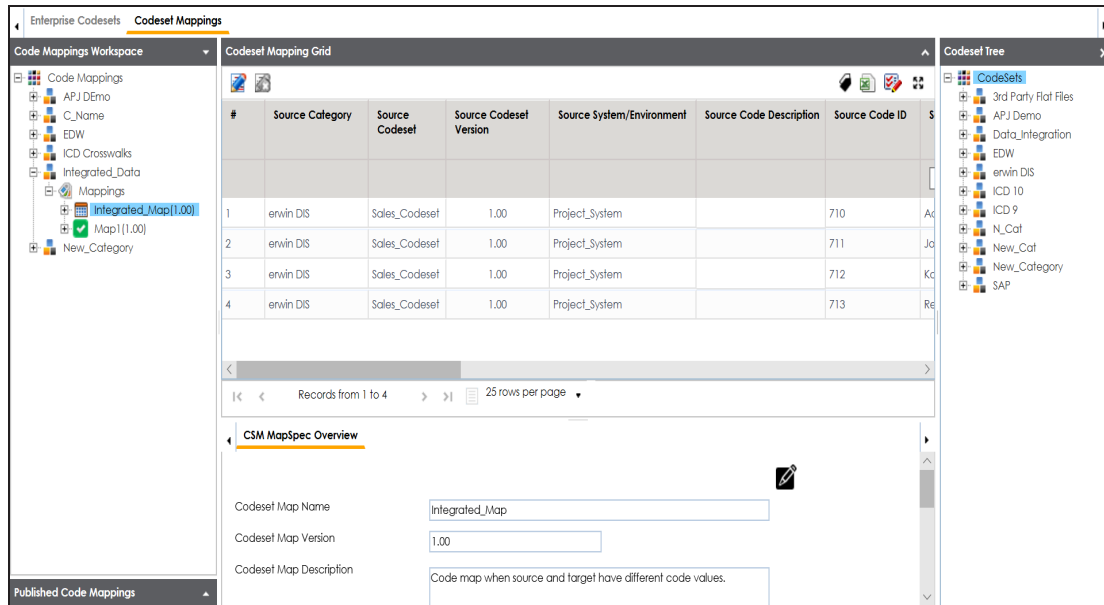 Enterprise Codesets Codeset Mappings
Code Mappings Workspace
Code Mappings
APJ DEmo
C_Name
EDW
ICD Crosswalks
Integrated_Data
Mappings
Integrated_Map(1.00)
Map1(1.00)
New_Category
Published Code Mappings
Codeset Mapping Grid
# Source Category Source Codeset Source Codeset Version Source System/Environment Source Code Description Source Code ID S
1 erwin DIS Sales_Codeset 1.00 Project_System 710 Ac
2 erwin DIS Sales_Codeset 1.00 Project_System 711 Jo
3 erwin DIS Sales_Codeset 1.00 Project_System 712 Ka
4 erwin DIS Sales_Codeset 1.00 Project_System 713 Re
Records from 1 to 4 25 rows per page
CSM MapSpec Overview
Codeset Map Name Integrated_Map
Codeset Map Version 1.00
Codeset Map Description Code map when source and target have different code values.
Codeset Tree
CodeSets
3rd Party Flat Files
APJ Demo
Data_Integration
EDW
erwin DIS
ICD 10
ICD 9
N_Cat
New_Cat
New_Category
SAP